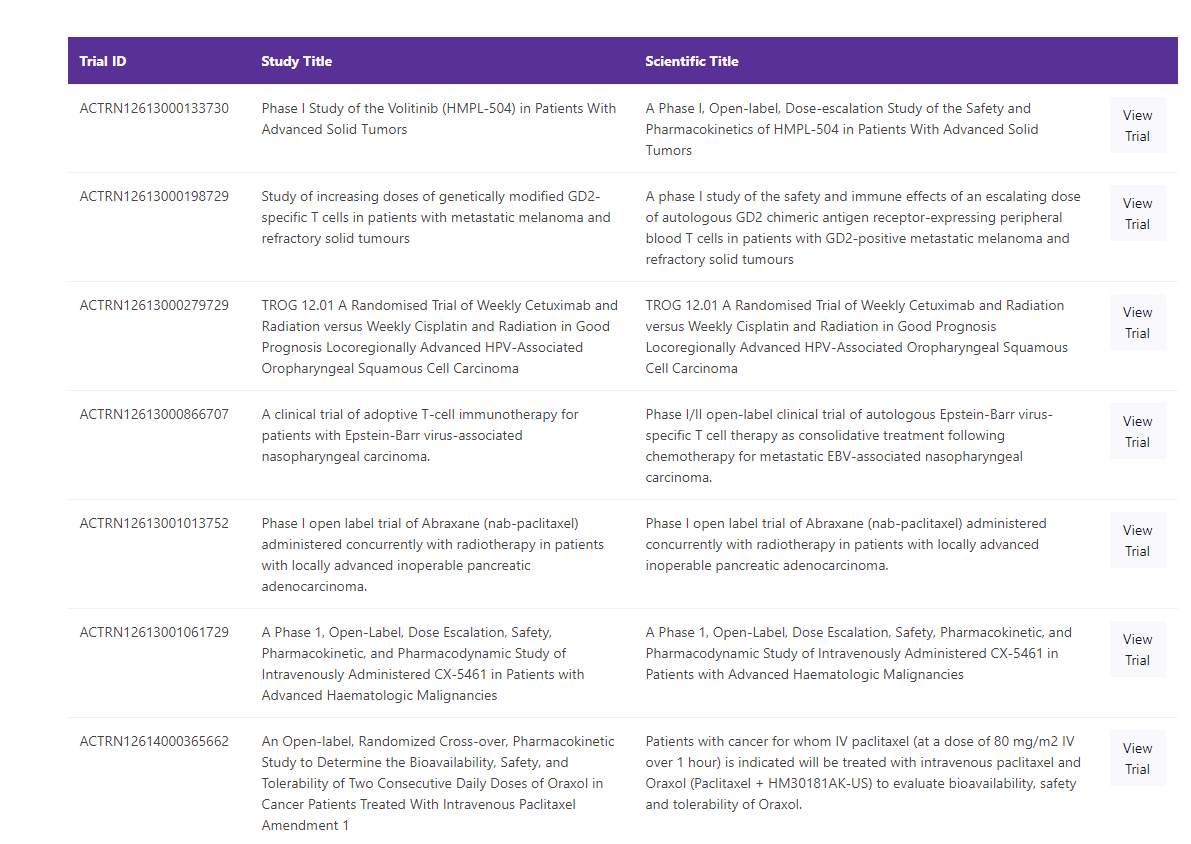 Trial ID Study Title Scientific Title
ACTRN12613000133730
Phase I Study of the Volitinib (HMPL-504) in Patients With
Advanced Solid Tumors
A Phase I, Open-label, Dose-escalation Study of the Safety and
Pharmacokinetics of HMPL-504 in Patients With Advanced Solid
Tumors
View
Trial
ACTRN12613000198729
Study of increasing doses of genetically modified GD2-
specific T cells in patients with metastatic melanoma and
refractory solid tumours
A phase I study of the safety and immune effects of an escalating dose
of autologous GD2 chimeric antigen receptor-expressing peripheral
blood T cells in patients with GD2-positive metastatic melanoma and
refractory solid tumours
View
Trial
ACTRN12613000279729
TROG 12.01 A Randomised Trial of Weekly Cetuximab and
Radiation versus Weekly Cisplatin and Radiation in Good
Prognosis Locoregionally Advanced HPV-Associated
Oropharyngeal Squamous Cell Carcinoma
TROG 12.01 A Randomised Trial of Weekly Cetuximab and Radiation
versus Weekly Cisplatin and Radiation in Good Prognosis
Locoregionally Advanced HPV-Associated Oropharyngeal Squamous
Cell Carcinoma
View
Trial
ACTRN12613000866707
A clinical trial of adoptive T-cell immunotherapy for
patients with Epstein-Barr virus-associated
nasopharyngeal carcinoma.
Phase I/II open-label clinical trial of autologous Epstein-Barr virus-
specific T cell therapy as consolidative treatment following
chemotherapy for metastatic EBV-associated nasopharyngeal
carcinoma.
View
Trial
ACTRN12613001013752
Phase I open label trial of Abraxane (nab-paclitaxel)
administered concurrently with radiotherapy in patients
with locally advanced inoperable pancreatic
adenocarcinoma.
Phase I open label trial of Abraxane (nab-paclitaxel) administered
concurrently with radiotherapy in patients with locally advanced
inoperable pancreatic adenocarcinoma.
View
Trial
ACTRN12613001061729
A Phase 1, Open-Label, Dose Escalation, Safety,
Pharmacokinetic, and Pharmacodynamic Study of
Intravenously Administered CX-5461 in Patients with
Advanced Haematologic Malignancies
A Phase 1, Open-Label, Dose Escalation, Safety, Pharmacokinetic, and
Pharmacodynamic Study of Intravenously Administered CX-5461 in
Patients with Advanced Haematologic Malignancies
View
Trial
ACTRN12614000365662
An Open-label, Randomized Cross-over, Pharmacokinetic
Study to Determine the Bioavailability, Safety, and
Tolerability of Two Consecutive Daily Doses of Oraxol in
Cancer Patients Treated With Intravenous Paclitaxel
Amendment 1
Patients with cancer for whom IV paclitaxel (at a dose of 80 mg/m2 IV
over 1 hour) is indicated will be treated with intravenous paclitaxel and
Oraxol (Paclitaxel + HM30181AK-US) to evaluate bioavailability, safety
and tolerability of Oraxol.
View
Trial